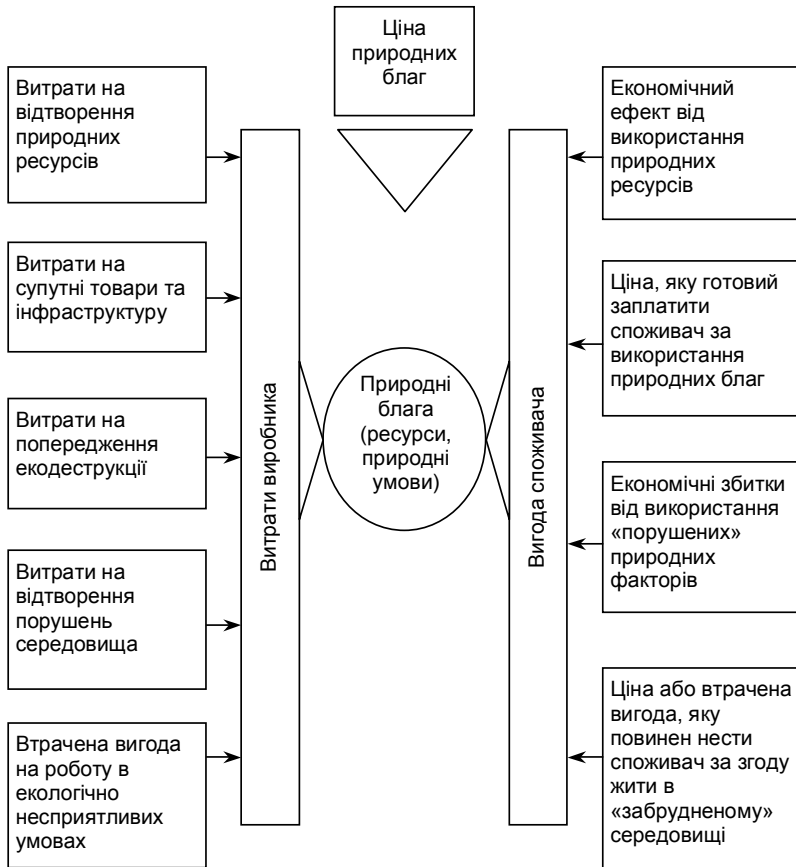 Ціна
природних
благ
Витрати на
відтворення
природних
ресурсів
Витрати на
супутні товари та
інфраструктуру
Витрати на
попередження
екодеструкції
Витрати на
відтворення
порушень
середовища
Втрачена вигода
на роботу в
екологічно
несприятливих
умовах
Витрати виробника
Природні
блага
(ресурси,
природні
умови)
Вигода споживача
Економічний
ефект від
використання
природних
ресурсів
Ціна, яку готовий
заплатити
споживач за
використання
природних благ
Економічні збитки
від використання
«порушених»
природних
факторів
Ціна або втрачена
вигода, яку
повинен нести
споживач за згоду
жити в
«забрудненому»
середовищі